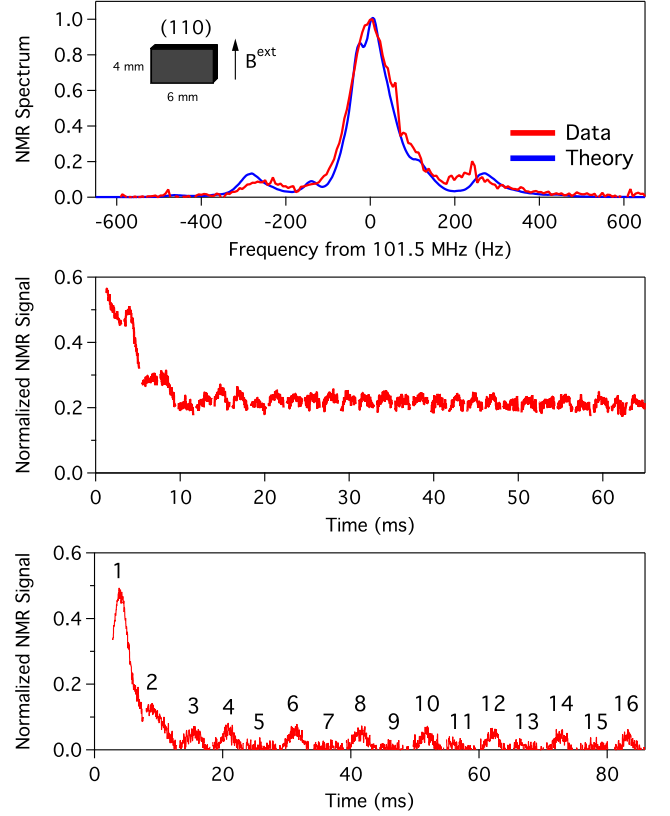 (110)
B^ext
4 mm
6 mm
NMR Spectrum
1.0
0.8
0.6
0.4
0.2
0.0
Data
Theory
-600 -400 -200 0 200 400 600
Frequency from 101.5 MHz (Hz)
Normalized NMR Signal
0.6
0.4
0.2
0.0
0 10 20 30 40 50 60
Time (ms)
Normalized NMR Signal
0.6
0.4
0.2
0.0
1 2 3 4 5 6 7 8 9 10 11 12 13 14 15 16
0 20 40 60 80
Time (ms)